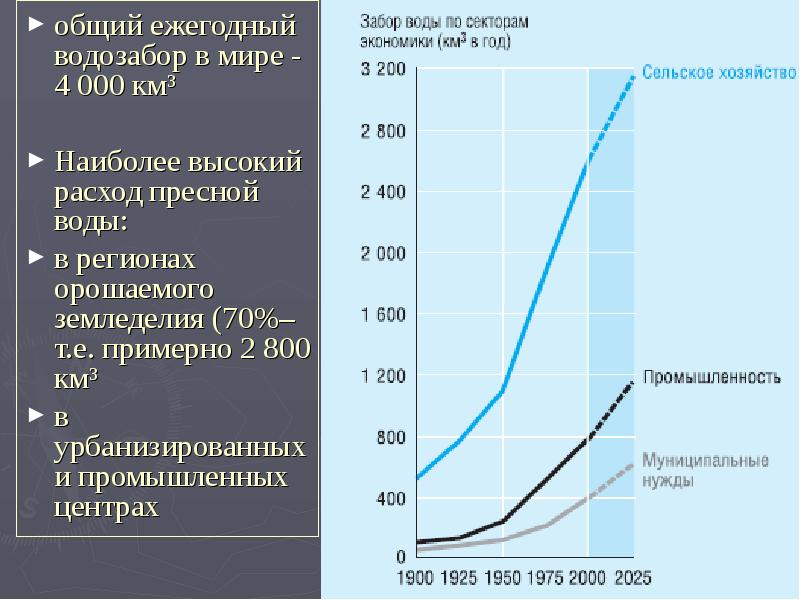 общий ежегодный
водозабор в мире -
4 000 км³
Наиболее высокий
расход пресной
воды:
в регионах
орошаемого
земледелия (70%–
т.е. примерно 2 800
км³
в
урбанизированных
и промышленных
центрах
Забор воды по секторам
экономики (км³ в год)
3 200
2 800
2 400
2 000
1 600
1 200
800
400
0
1900 1925 1950 1975 2000 2025
Сельское хозяйство
Промышленность
Муниципальные
нужды